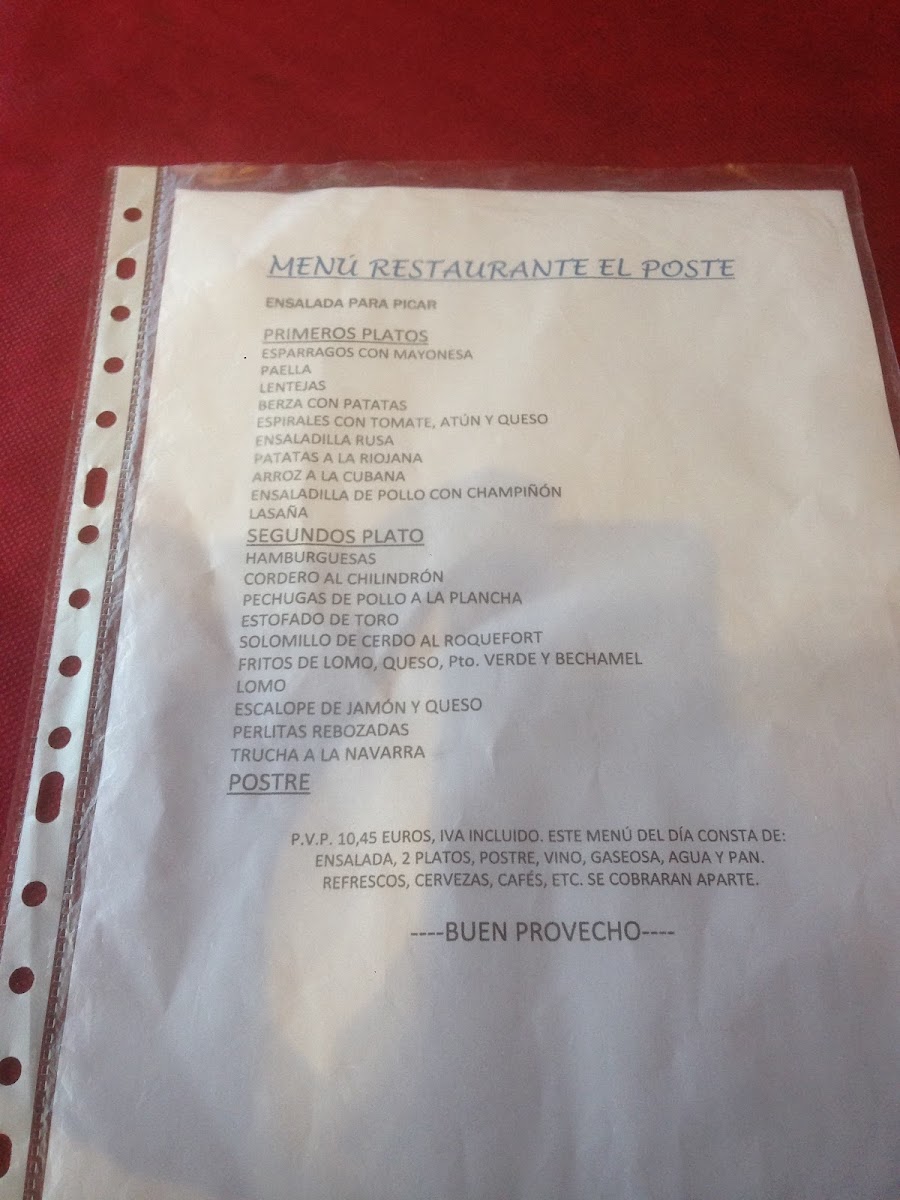 MENÚ RESTAURANTE EL POSTE
ENSALADA PARA PICAR
PRIMEROS PLATOS
ESPARRAGOS CON MAYONESA
PAELLA
LENTEJAS
BERZA CON PATATAS
ESPIRALES CON TOMATE, ATÚN Y QUESO
ENSALADILLA RUSA
PATATAS A LA RIOJANA
ARROZ A LA CUBANA
ENSALADILLA DE POLLO CON CHAMPIÑÓN
LASAÑA
SEGUNDOS PLATO
HAMBURGUESAS
CORDERO AL CHILINDRÓN
PECHUGAS DE POLLO A LA PLANCHA
ESTOFADO DE TORO
SOLOMILLO DE CERDO AL ROQUEFORT
FRITOS DE LOMO, QUESO, Pto. VERDE Y BECHAMEL
LOMO
ESCALOPE DE JAMÓN Y QUESO
PERLITAS REBOZADAS
TRUCHA A LA NAVARRA
POSTRE
P.V.P. 10,45 EUROS, IVA INCLUIDO. ESTE MENÚ DEL DÍA CONSTA DE:
ENSALADA, 2 PLATOS, POSTRE, VINO, GASEOSA, AGUA Y PAN.
REFRESCOS, CERVEZAS, CAFÉS, ETC. SE COBRARAN APARTE.
----BUEN PROVECHO----